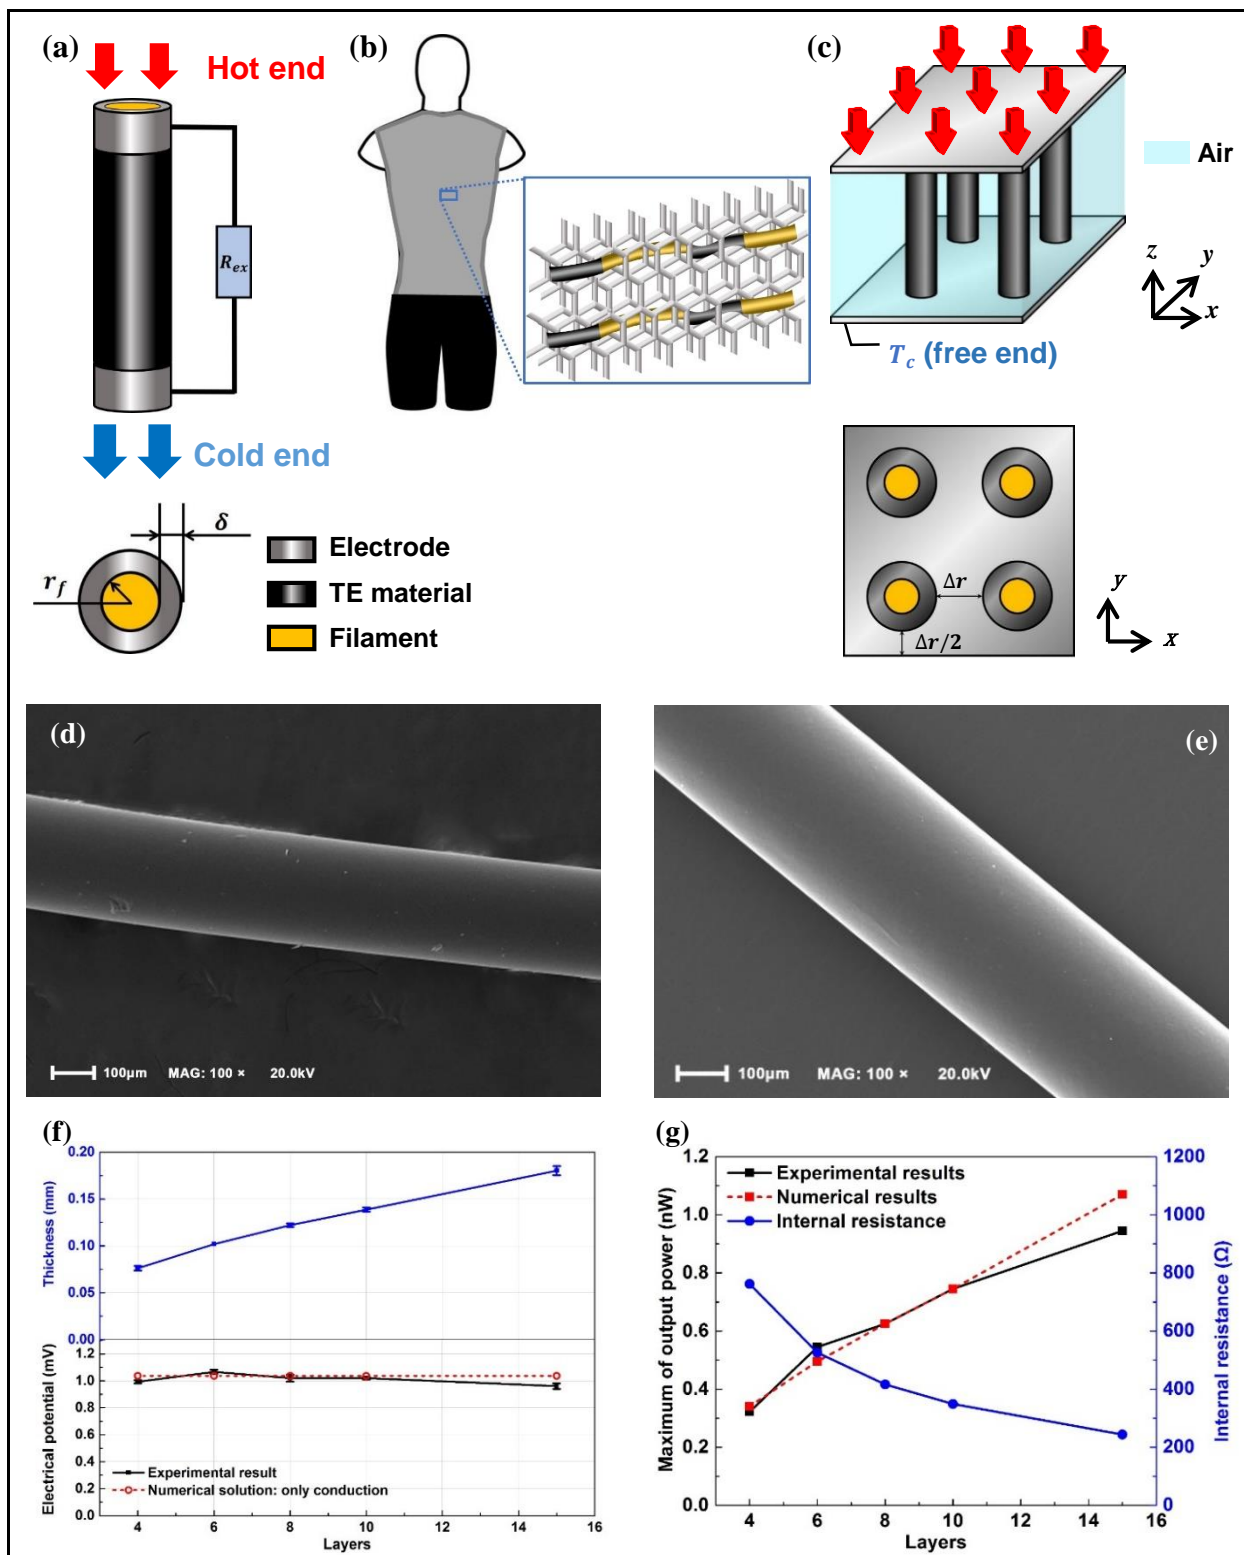 (a)
Hot end
R_ex
Cold end
δ
r_f
Electrode
TE material
Filament
(b)
(c)
Air
z
y
x
T_c (free end)
Δr
Δr/2
y
x
(d)
100μm MAG: 100 × 20.0kV
(e)
100μm MAG: 100 × 20.0kV
(f)
Thickness (mm)
0.20
0.15
0.10
0.05
0.00
Electrical potential (mV)
1.2
1.0
0.8
0.6
0.4
0.2
0.0
Experimental result
Numerical solution: only conduction
4 6 8 10 12 14 16
Layers
(g)
Maximum of output power (nW)
1.2
1.0
0.8
0.6
0.4
0.2
0.0
Experimental results
Numerical results
Internal resistance
1200
1000
800
600
400
200
0
Internal resistance (Ω)
4 6 8 10 12 14 16
Layers